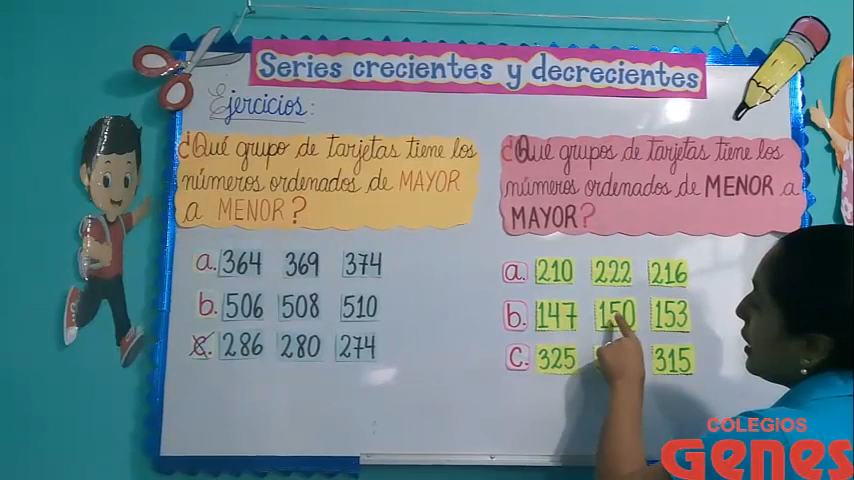 Series crecientes y decrecientes
Ejercicios:
¿Qué grupo de tarjetas tiene los
números ordenados de MAYOR
a MENOR?
a. 364 369 374
b. 506 508 510
c. 286 280 274
¿Qué grupos de tarjetas tiene los
números ordenados de MENOR a
MAYOR?
a. 210 222 216
b. 147 150 153
c. 325 315
COLEGIOS
Genes